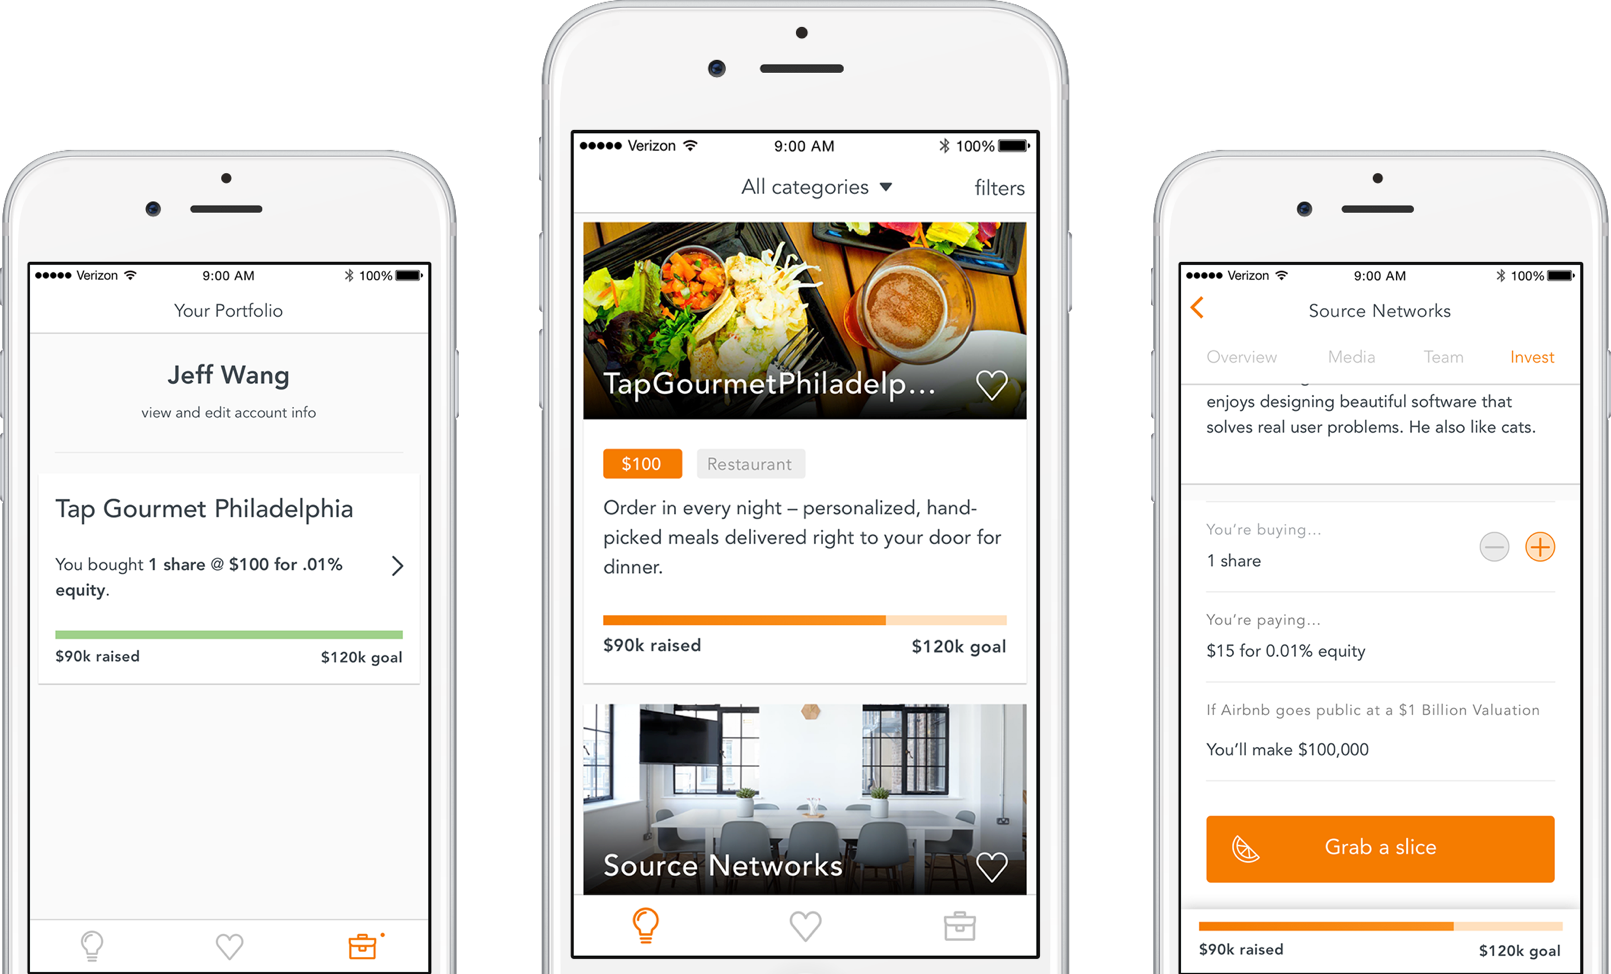 Verizon 9:00 AM 100%
Your Portfolio
Jeff Wang
view and edit account info
Tap Gourmet Philadelphia
You bought 1 share @ $100 for .01%
equity.
$90k raised $120k goal
Verizon 9:00 AM 100%
All categories filters
TapGourmetPhiladelp...
$100 Restaurant
Order in every night – personalized, hand-
picked meals delivered right to your door for
dinner.
$90k raised $120k goal
Source Networks
Verizon 9:00 AM 100%
Source Networks
Overview Media Team Invest
enjoys designing beautiful software that
solves real user problems. He also like cats.
You're buying...
1 share
You're paying...
$15 for 0.01% equity
If Airbnb goes public at a $1 Billion Valuation
You'll make $100,000
Grab a slice
$90k raised $120k goal